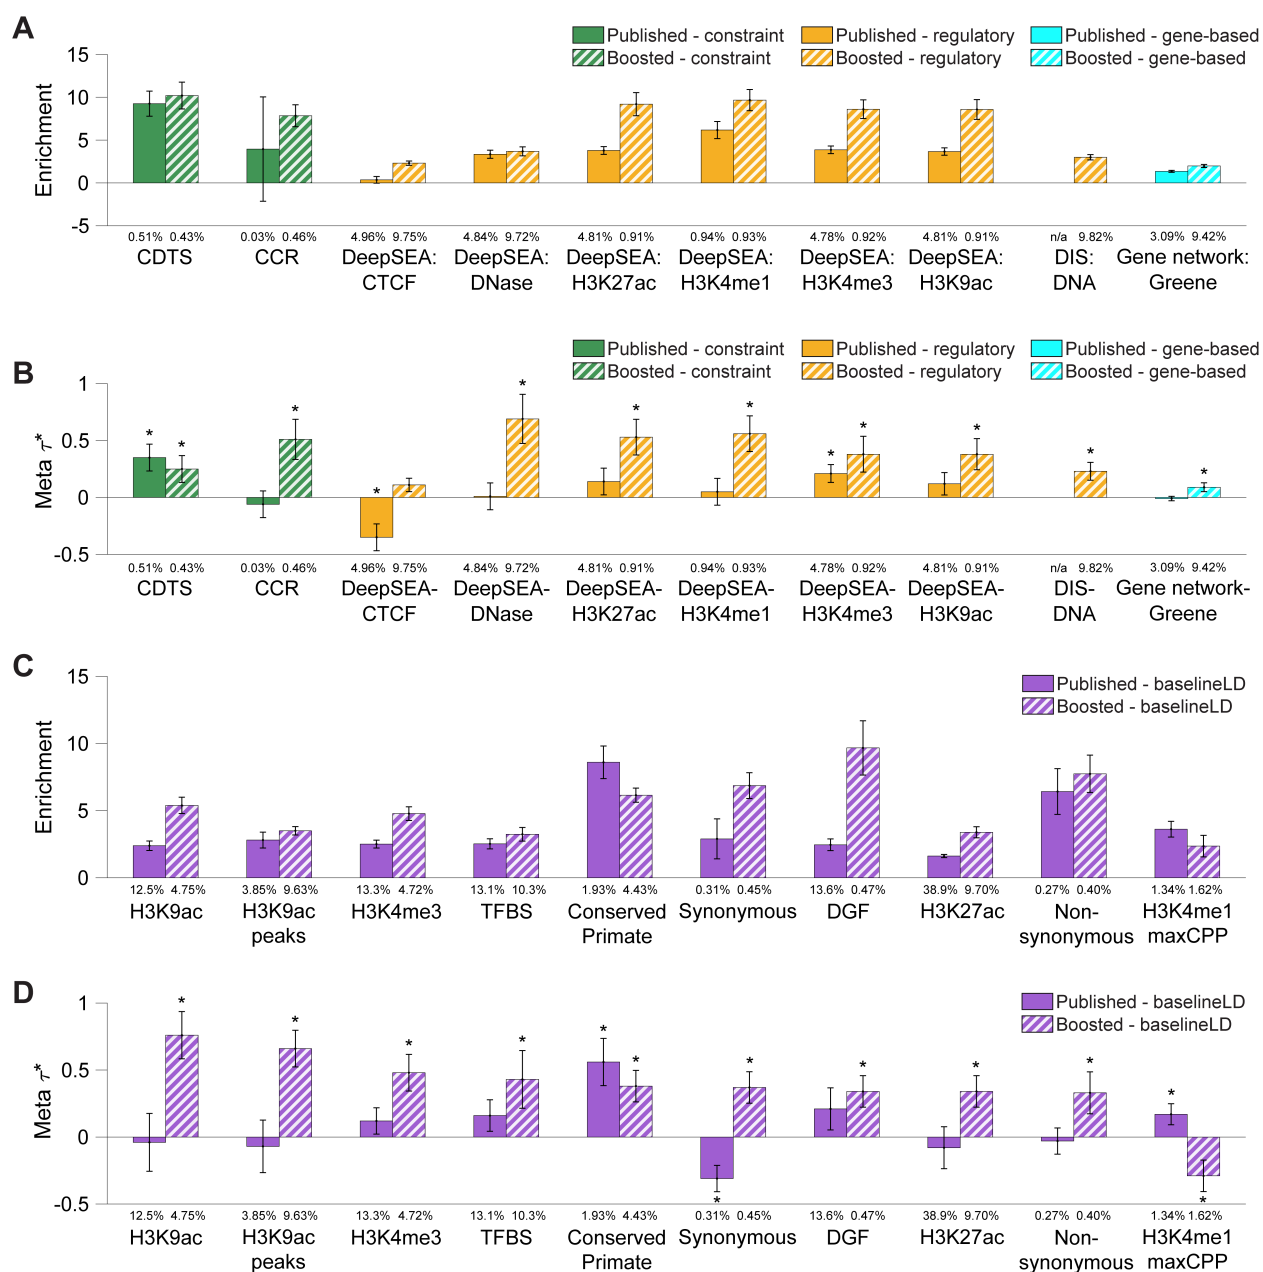 A
Published - constraint Published - regulatory Published - gene-based
Boosted - constraint Boosted - regulatory Boosted - gene-based
Enrichment
15
10
5
0
-5
0.51% 0.43% 0.03% 0.46% 4.96% 9.75% 4.84% 9.72% 4.81% 0.91% 0.94% 0.93% 4.78% 0.92% 4.81% 0.91% n/a 9.82% 3.09% 9.42%
CDTS CCR DeepSEA: DeepSEA: DeepSEA: DeepSEA: DeepSEA: DeepSEA: DIS: Gene network:
CTCF DNase H3K27ac H3K4me1 H3K4me3 H3K9ac DNA Greene
B
Published - constraint Published - regulatory Published - gene-based
Boosted - constraint Boosted - regulatory Boosted - gene-based
Meta τ*
1
0.5
0
-0.5
* * * * * * * * * * * *
0.51% 0.43% 0.03% 0.46% 4.96% 9.75% 4.84% 9.72% 4.81% 0.91% 0.94% 0.93% 4.78% 0.92% 4.81% 0.91% n/a 9.82% 3.09% 9.42%
CDTS CCR DeepSEA- DeepSEA- DeepSEA- DeepSEA- DeepSEA- DeepSEA- DIS- Gene network-
CTCF DNase H3K27ac H3K4me1 H3K4me3 H3K9ac DNA Greene
C
Published - baselineLD
Boosted - baselineLD
Enrichment
15
10
5
0
12.5% 4.75% 3.85% 9.63% 13.3% 4.72% 13.1% 10.3% 1.93% 4.43% 0.31% 0.45% 13.6% 0.47% 38.9% 9.70% 0.27% 0.40% 1.34% 1.62%
H3K9ac H3K9ac H3K4me3 TFBS Conserved Synonymous DGF H3K27ac Non- H3K4me1
peaks Primate synonymous maxCPP
D
Published - baselineLD
Boosted - baselineLD
Meta τ*
1
0.5
0
-0.5
* * * * * * * * * * * * *
12.5% 4.75% 3.85% 9.63% 13.3% 4.72% 13.1% 10.3% 1.93% 4.43% 0.31% 0.45% 13.6% 0.47% 38.9% 9.70% 0.27% 0.40% 1.34% 1.62%
H3K9ac H3K9ac H3K4me3 TFBS Conserved Synonymous DGF H3K27ac Non- H3K4me1
peaks Primate synonymous maxCPP